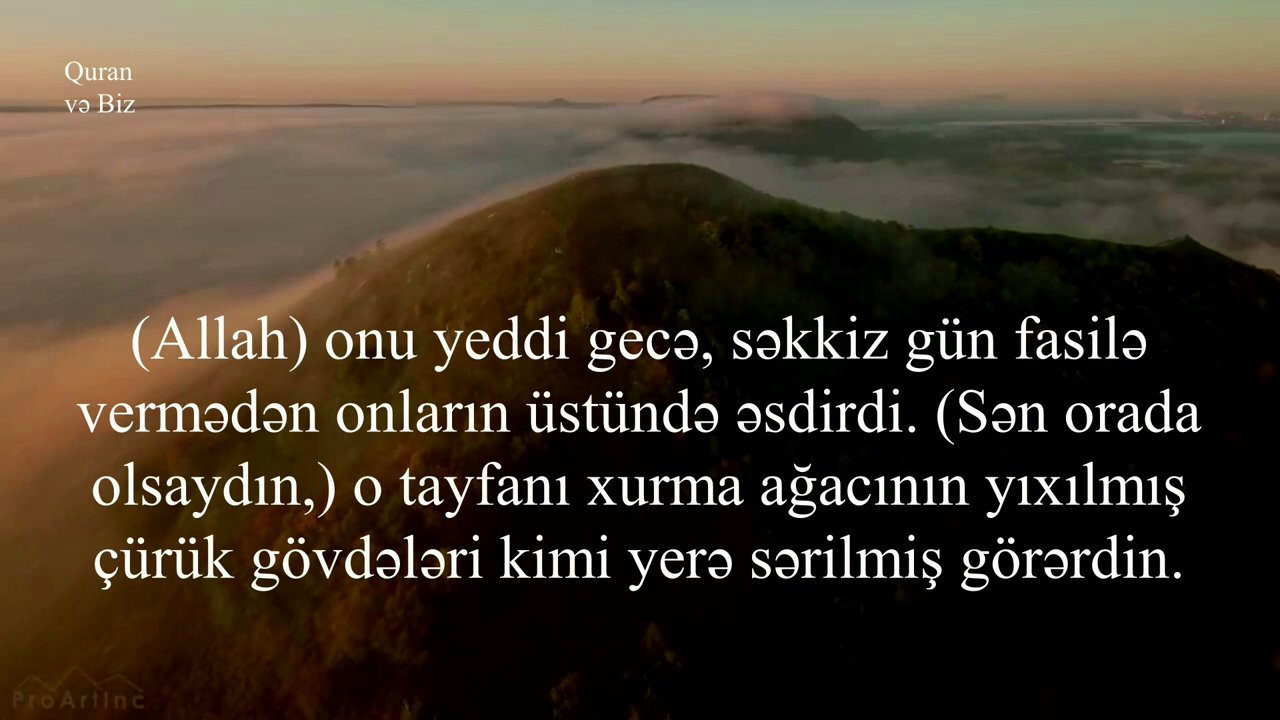 Quran
və Biz
(Allah) onu yeddi gecə, səkkiz gün fasilə
vermədən onların üstündə əsdirdi. (Sən orada
olsaydın,) o tayfanı xurma ağacının yıxılmış
çürük gövdələri kimi yerə sərilmiş görərdin.
ProArtInc